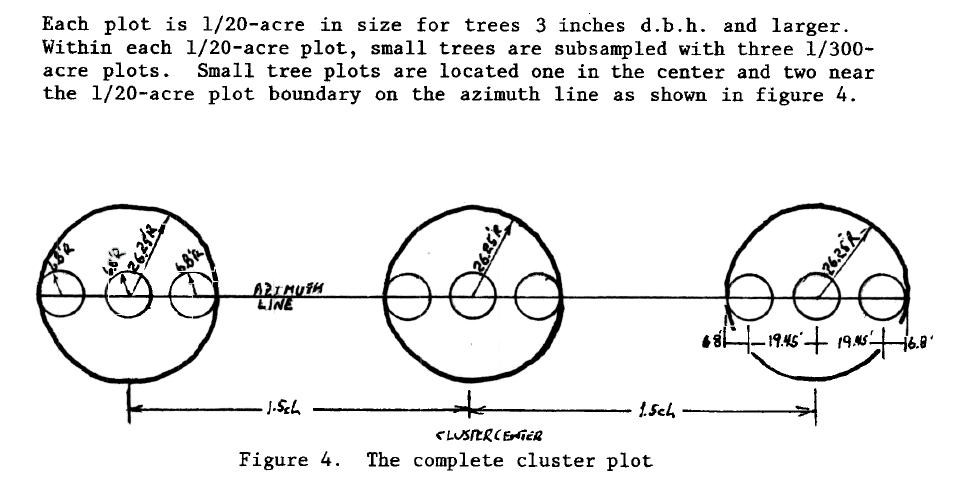 Each plot is 1/20-acre in size for trees 3 inches d.b.h. and larger.
Within each 1/20-acre plot, small trees are subsampled with three 1/300-
acre plots.  Small tree plots are located one in the center and two near
the 1/20-acre plot boundary on the azimuth line as shown in figure 4.
6.8'R
6.8'R
26.25'R
6.8'R
26.25'R
26.25'R
AZIMUTH
LINE
6.8'
19.45'
19.45'
6.8'
1.5ch
1.5ch
CLUSTER CENTER
Figure 4.  The complete cluster plot